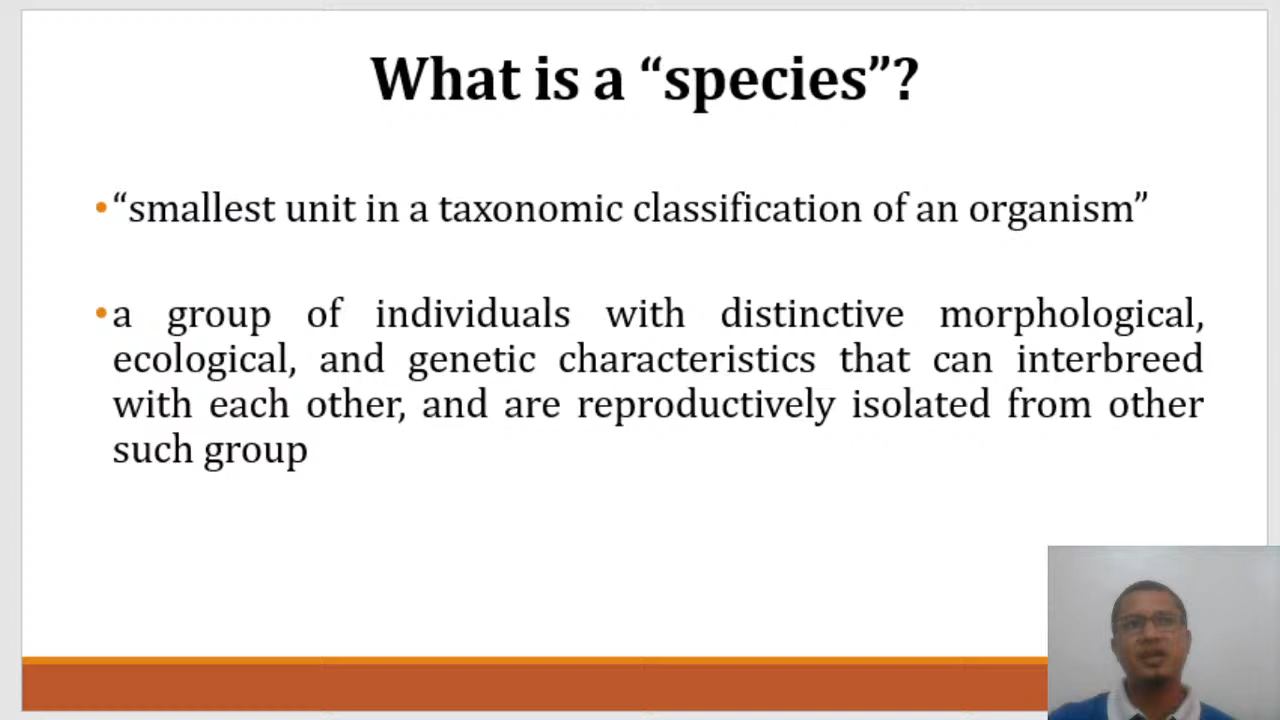 What is a “species”?
•“smallest unit in a taxonomic classification of an organism”
•a group of individuals with distinctive morphological,
ecological, and genetic characteristics that can interbreed
with each other, and are reproductively isolated from other
such group